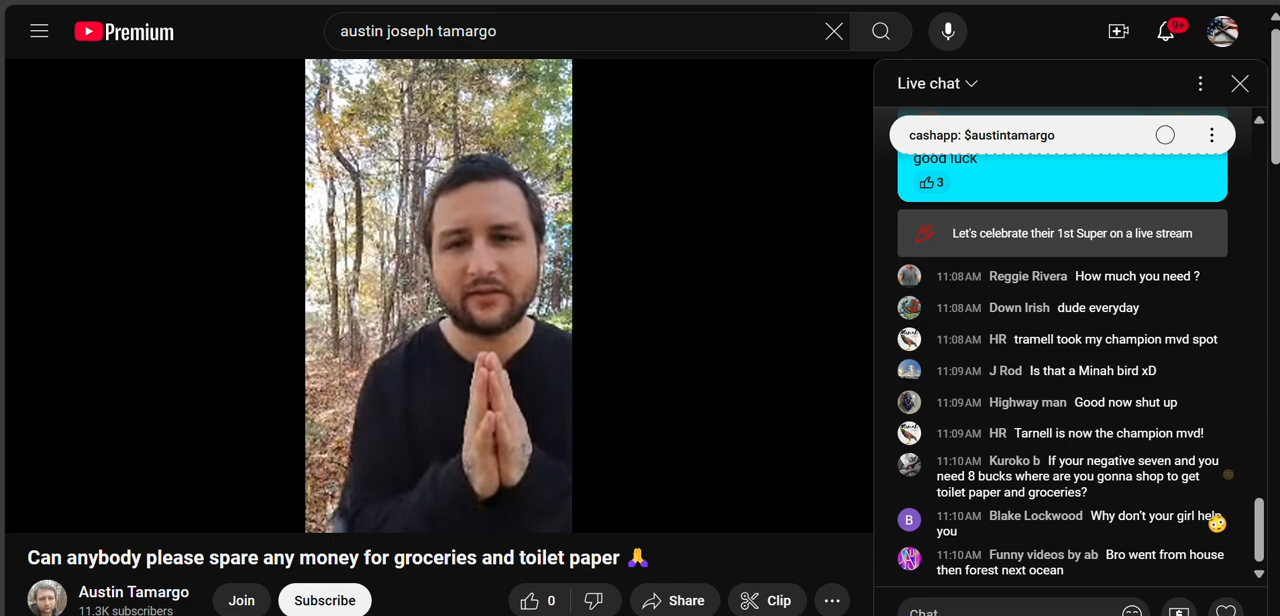 Premium
austin joseph tamargo
9+
Live chat
cashapp: $austintamargo
good luck
3
Let's celebrate their 1st Super on a live stream
11:08 AM Reggie Rivera How much you need ?
11:08 AM Down Irish dude everyday
11:08 AM HR tramell took my champion mvd spot
11:09 AM J Rod Is that a Minah bird xD
11:09 AM Highway man Good now shut up
11:09 AM HR Tarnell is now the champion mvd!
11:10 AM Kuroko b If your negative seven and you
need 8 bucks where are you gonna shop to get
toilet paper and groceries?
11:10 AM Blake Lockwood Why don't your girl help
you
B
11:10 AM Funny videos by ab Bro went from house
then forest next ocean
Chat
Can anybody please spare any money for groceries and toilet paper 🙏
Austin Tamargo
11.3K subscribers
Join
Subscribe
0
Share
Clip